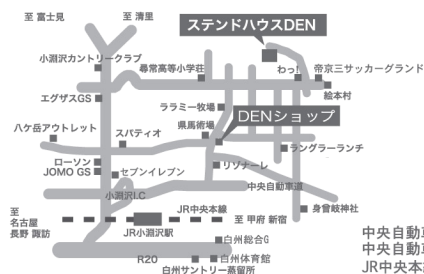 至 富士見
至 清里
ステンドハウスDEN
小淵沢カントリークラブ
尋常高等小学荘
わっ!
帝京三サッカーグランド
絵本村
エグザスGS
ララミー牧場
県馬術場
DENショップ
八ケ岳アウトレット
スパティオ
ラングラーランチ
ローソン
JOMO GS
セブンイレブン
リゾナーレ
小淵沢I.C
中央自動車道
至
名古屋
長野 諏訪
JR中央本線
至 甲府 新宿
身曾岐神社
JR小淵沢駅
白州総合G
R20
白州体育館
白州サントリー蒸留所
中央自動車
中央自動車
JR中央本線